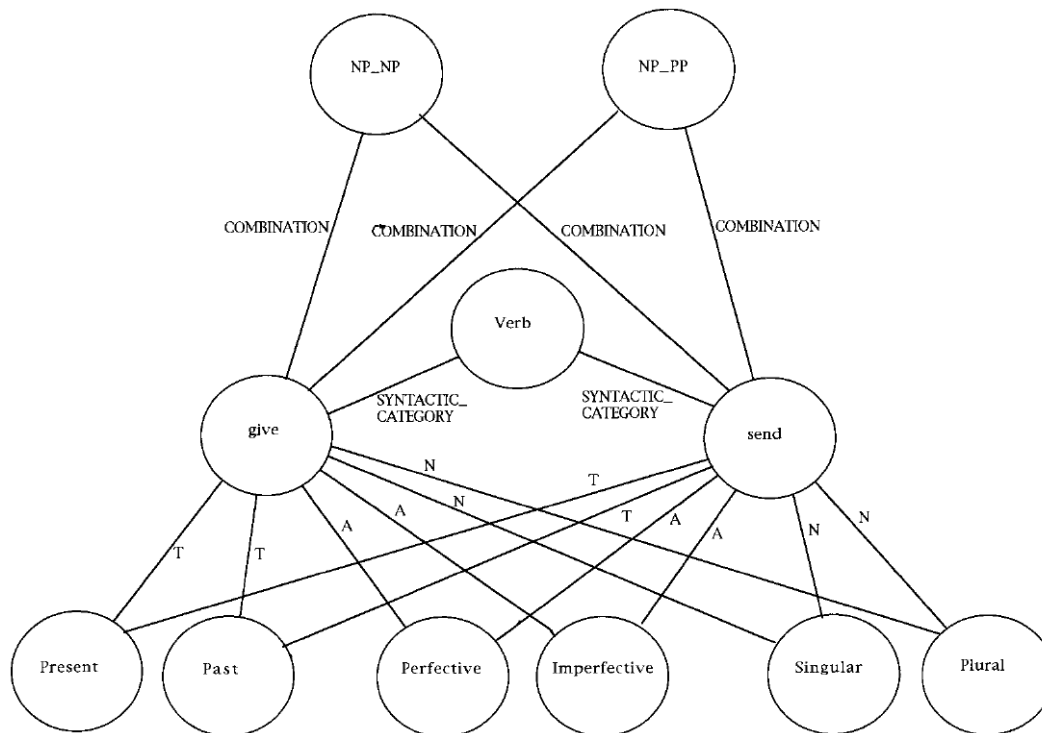 NP_NP
NP_PP
COMBINATION
COMBINATION
COMBINATION
COMBINATION
Verb
SYNTACTIC_
CATEGORY
SYNTACTIC_
CATEGORY
give
send
N
T
A
N
T
A
N
T
T
A
A
N
Present
Past
Perfective
Imperfective
Singular
Plural